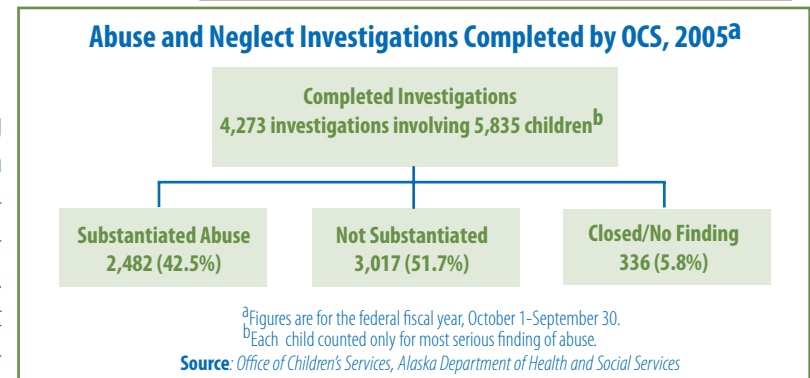 Abuse and Neglect Investigations Completed by OCS, 2005a
Completed Investigations
4,273 investigations involving 5,835 childrenb
Substantiated Abuse
2,482 (42.5%)
Not Substantiated
3,017 (51.7%)
Closed/No Finding
336 (5.8%)
aFigures are for the federal fiscal year, October 1-September 30.
bEach child counted only for most serious finding of abuse.
Source: Office of Children's Services, Alaska Department of Health and Social Services